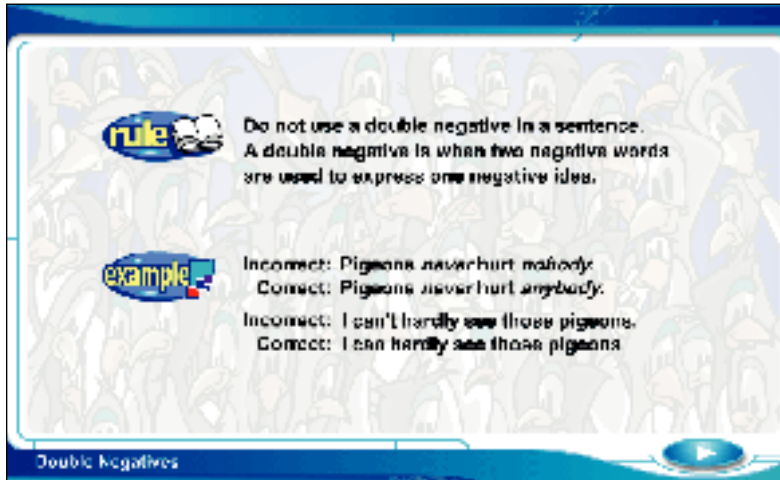 rule
Do not use a double negative in a sentence.
A double negative is when two negative words
are used to express one negative idea.
example
Incorrect: Pigeons never hurt nobody.
Correct: Pigeons never hurt anybody.
Incorrect: I can't hardly see those pigeons.
Correct: I can hardly see those pigeons
Double Negatives